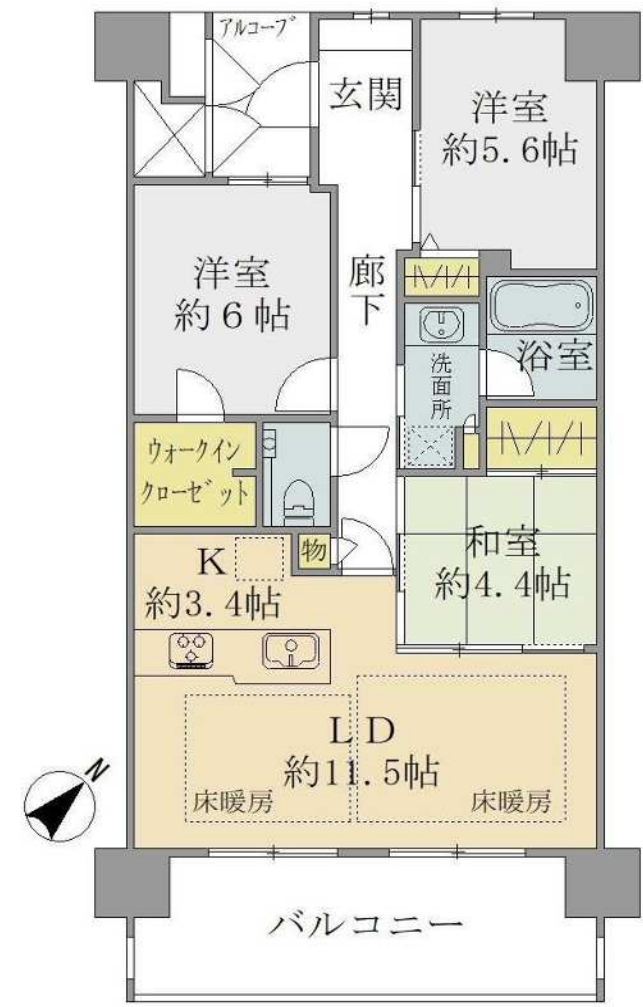 アルコーブ
玄関
洋室
約5.6帖
洋室
約6帖
廊下
洗面所
浴室
ウォークイン
クローゼット
物
和室
約4.4帖
K
約3.4帖
LD
約11.5帖
床暖房
床暖房
N
バルコニー